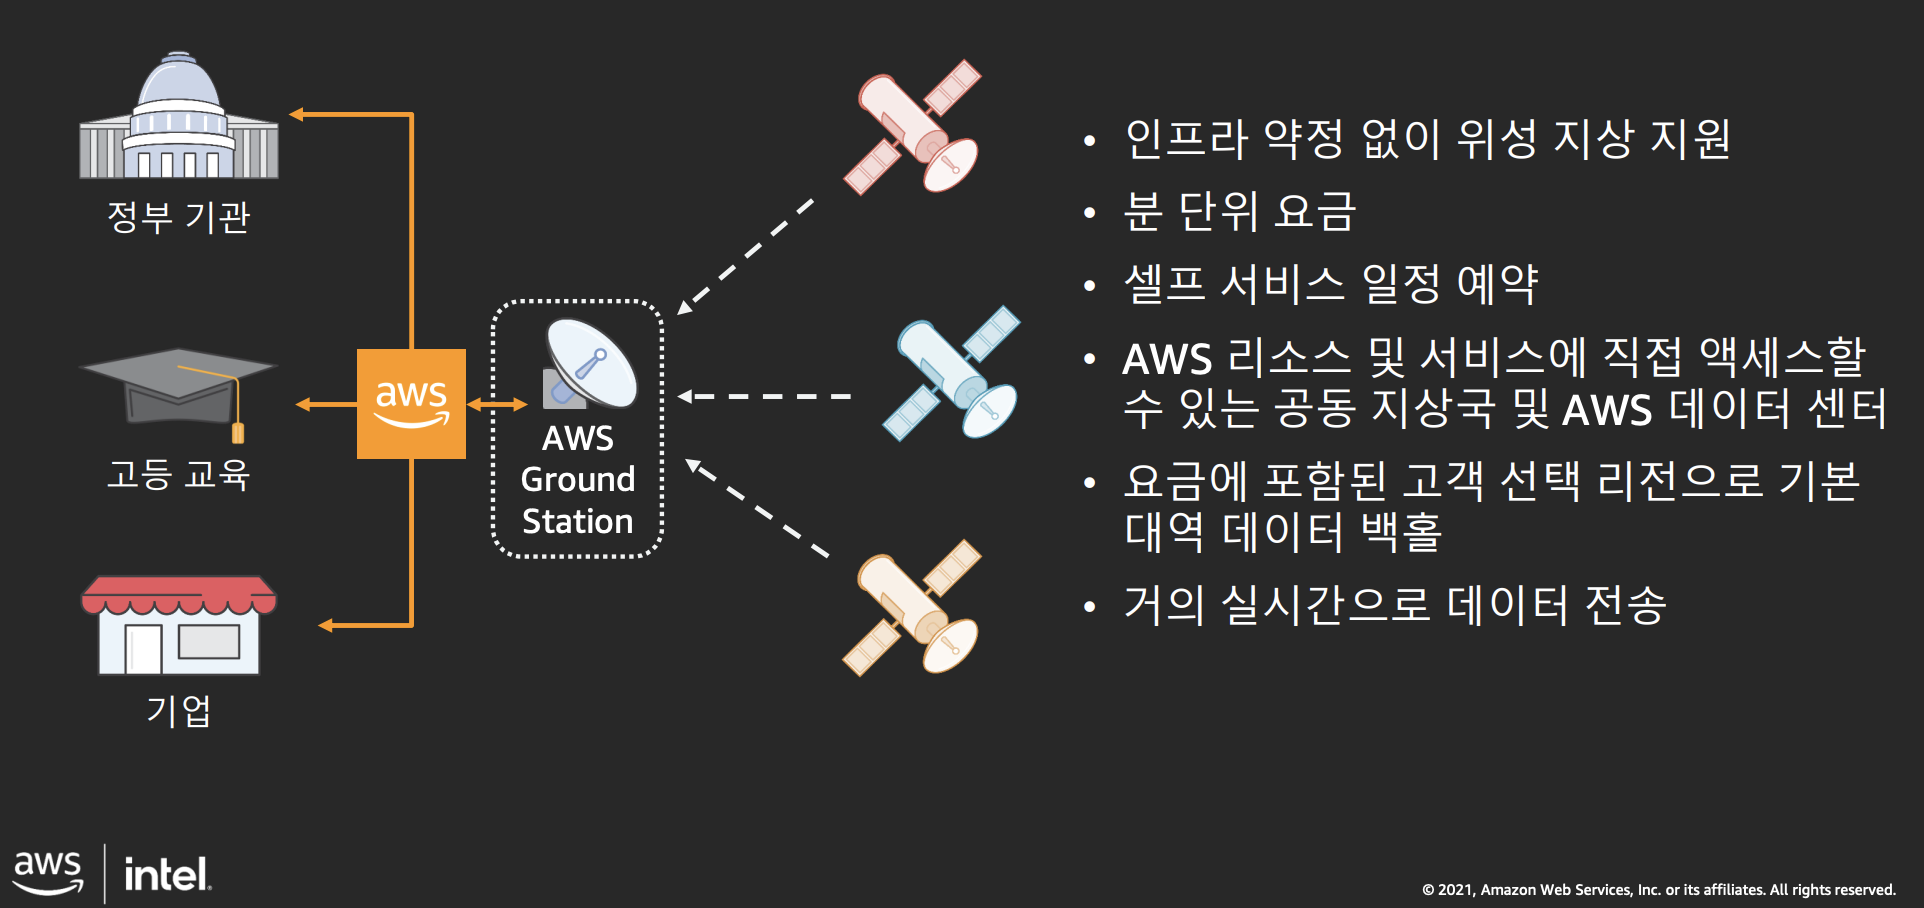 정부 기관
고등 교육
기업
aws
AWS
Ground
Station
• 인프라 약정 없이 위성 지상 지원
• 분 단위 요금
• 셀프 서비스 일정 예약
• AWS 리소스 및 서비스에 직접 액세스할
수 있는 공동 지상국 및 AWS 데이터 센터
• 요금에 포함된 고객 선택 리전으로 기본
대역 데이터 백홀
• 거의 실시간으로 데이터 전송
aws
intel.
© 2021, Amazon Web Services, Inc. or its affiliates. All rights reserved.